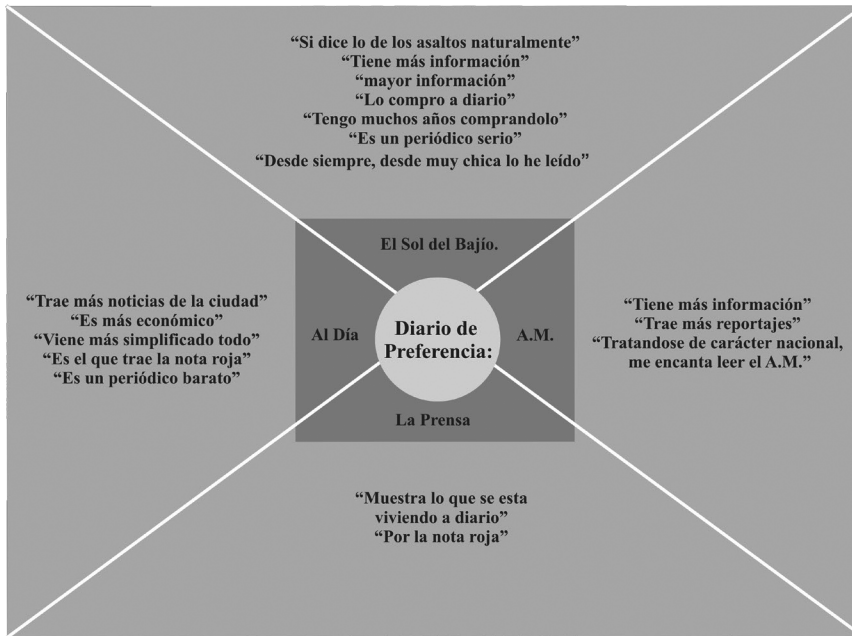 “Si dice lo de los asaltos naturalmente”
“Tiene más información”
“mayor información”
“Lo compro a diario”
“Tengo muchos años comprandolo”
“Es un periódico serio”
“Desde siempre, desde muy chica lo he leído”
El Sol del Bajío.
“Trae más noticias de la ciudad”
“Es más económico”
“Viene más simplificado todo”
“Es el que trae la nota roja”
“Es un periódico barato”
Al Día
Diario de
Preferencia:
A.M.
“Tiene más información”
“Trae más reportajes”
“Tratandose de carácter nacional,
me encanta leer el A.M.”
La Prensa
“Muestra lo que se esta
viviendo a diario”
“Por la nota roja”